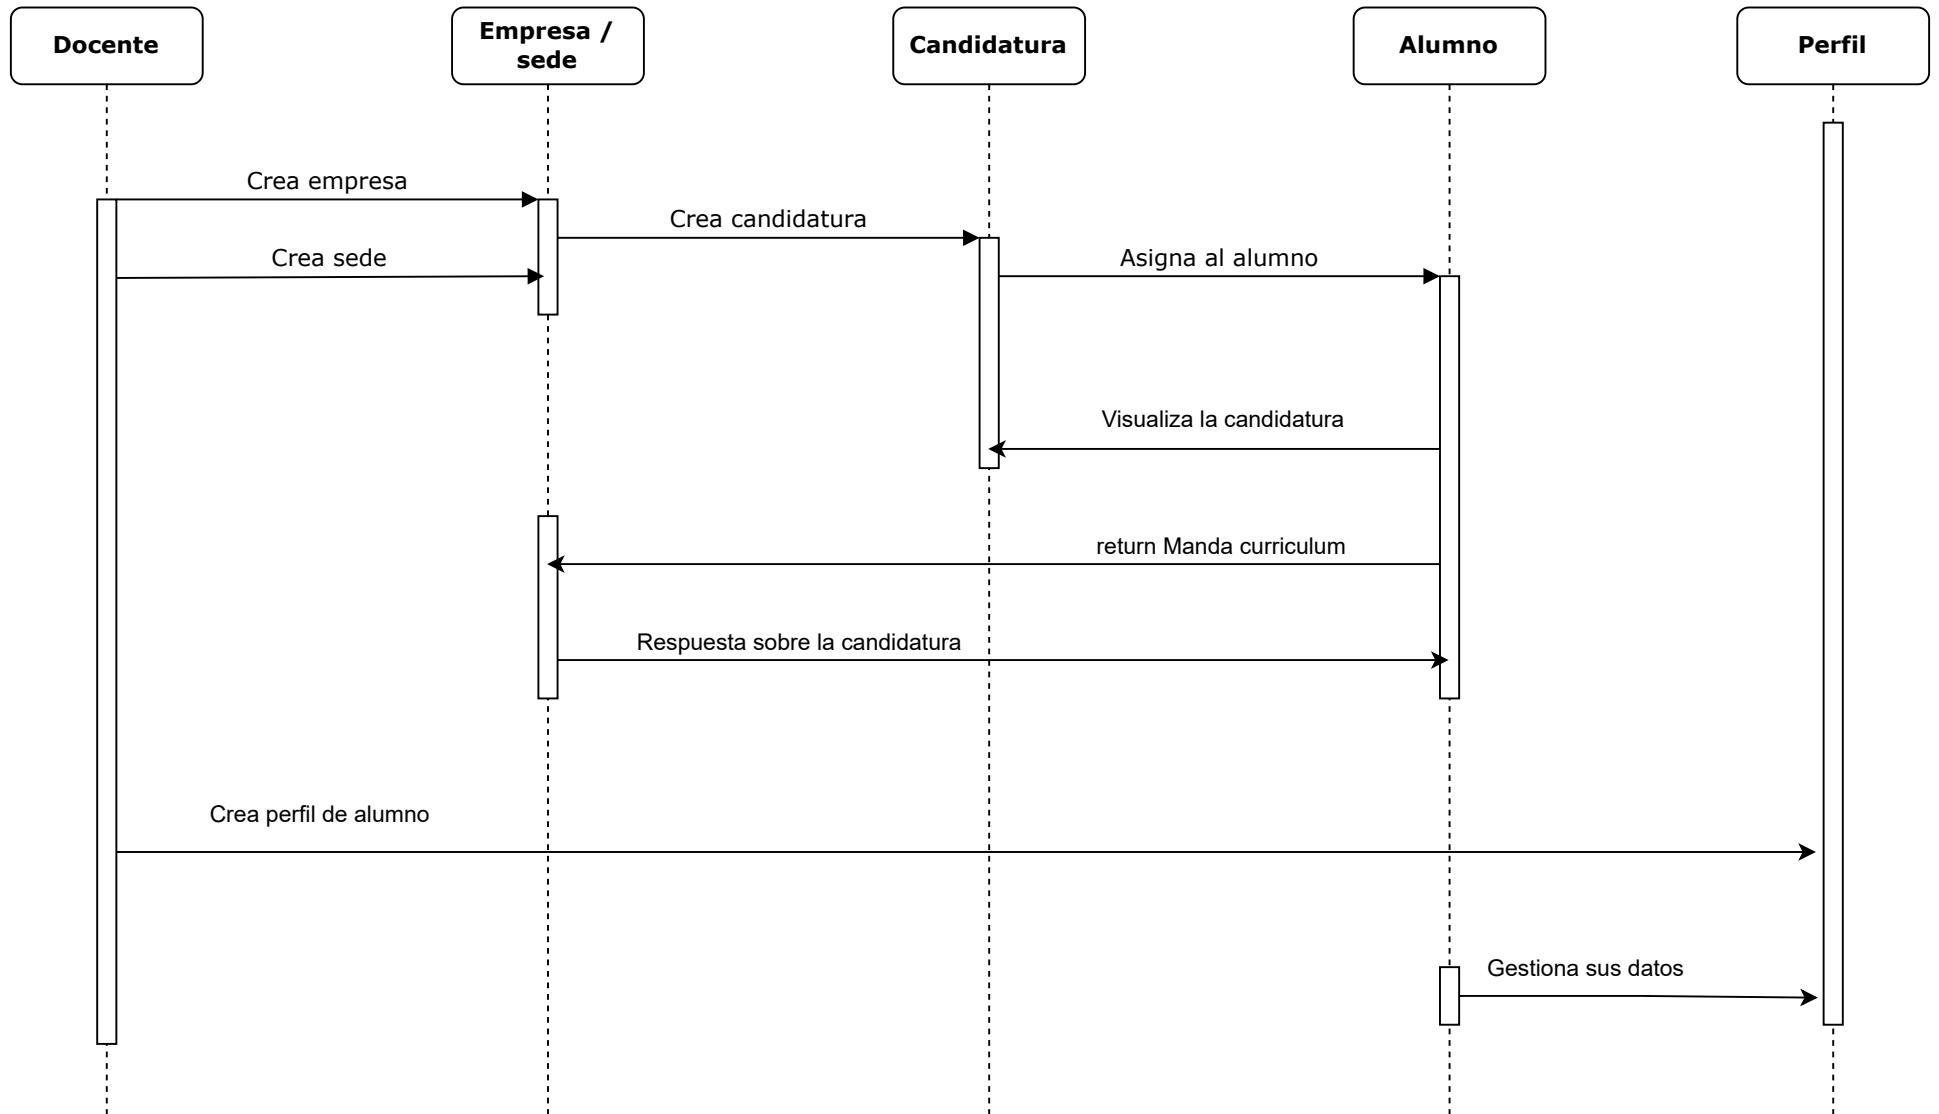 Docente
Empresa /
sede
Candidatura
Alumno
Perfil
Crea empresa
Crea candidatura
Crea sede
Asigna al alumno
Visualiza la candidatura
return Manda curriculum
Respuesta sobre la candidatura
Crea perfil de alumno
Gestiona sus datos